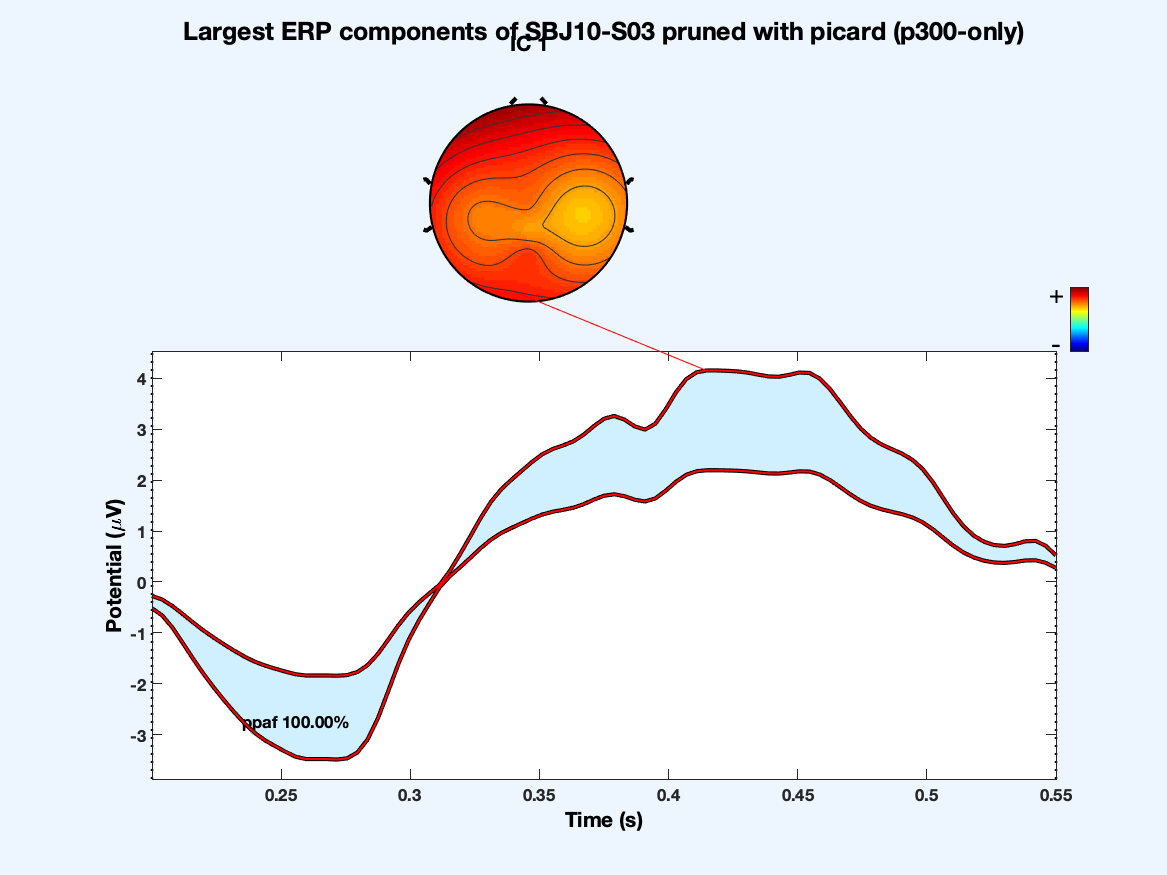 Largest ERP components of SBJ10-S03 pruned with picard (p300-only)
IC 1
+
-
4
3
2
1
0
-1
-2
-3
Potential (μV)
ppaf 100.00%
0.25 0.3 0.35 0.4 0.45 0.5 0.55
Time (s)